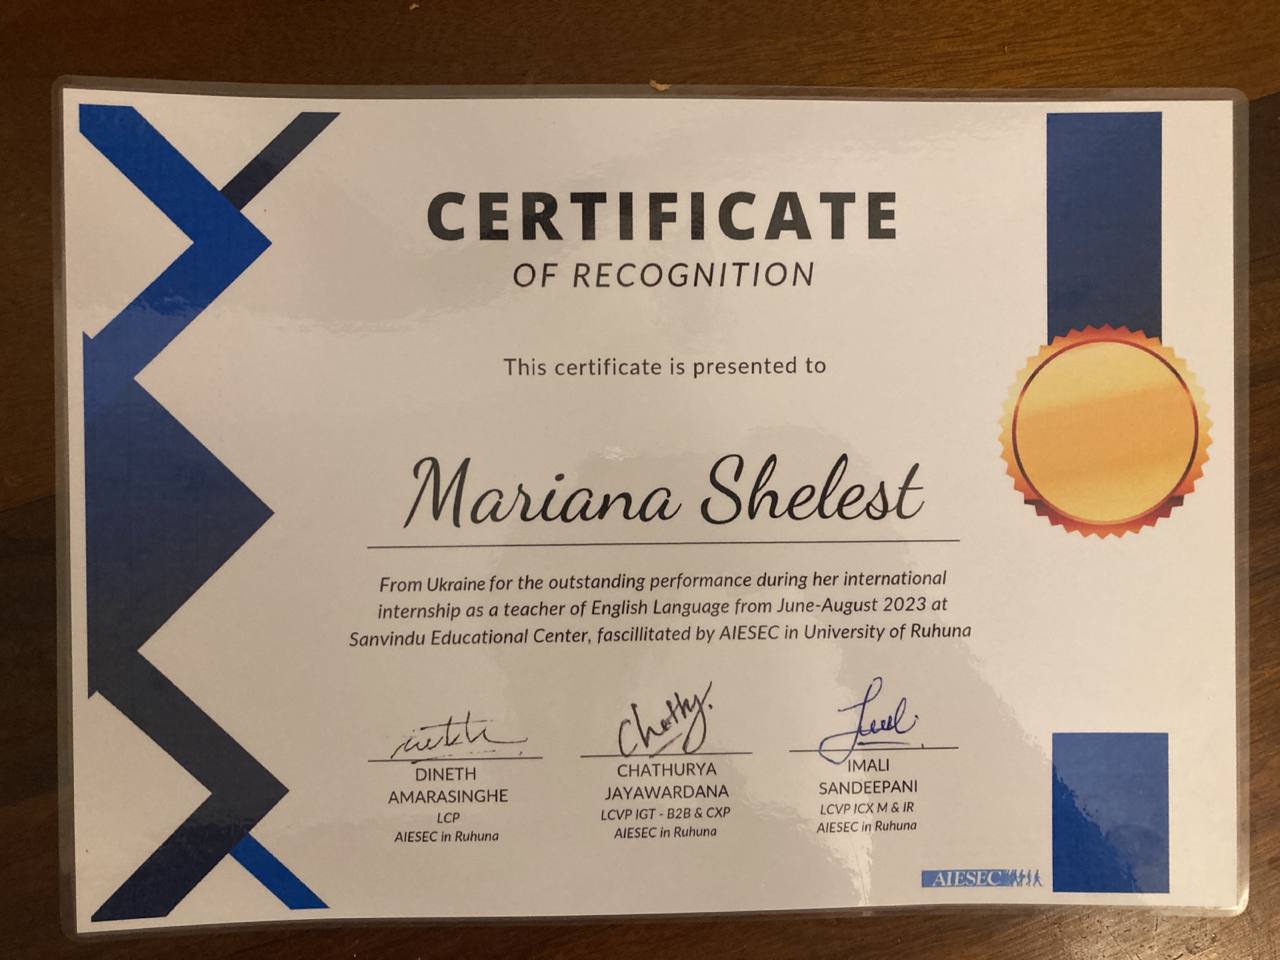 CERTIFICATE
OF RECOGNITION
This certificate is presented to
Mariana Shelest
From Ukraine for the outstanding performance during her international
internship as a teacher of English Language from June-August 2023 at
Sanvindu Educational Center, fascillitated by AIESEC in University of Ruhuna
Chathy.
DINETH
AMARASINGHE
LCP
AIESEC in Ruhuna
CHATHURYA
JAYAWARDANA
LCVP IGT - B2B & CXP
AIESEC in Ruhuna
IMALI
SANDEEPANI
LCVP ICX M & IR
AIESEC in Ruhuna
AIESEC